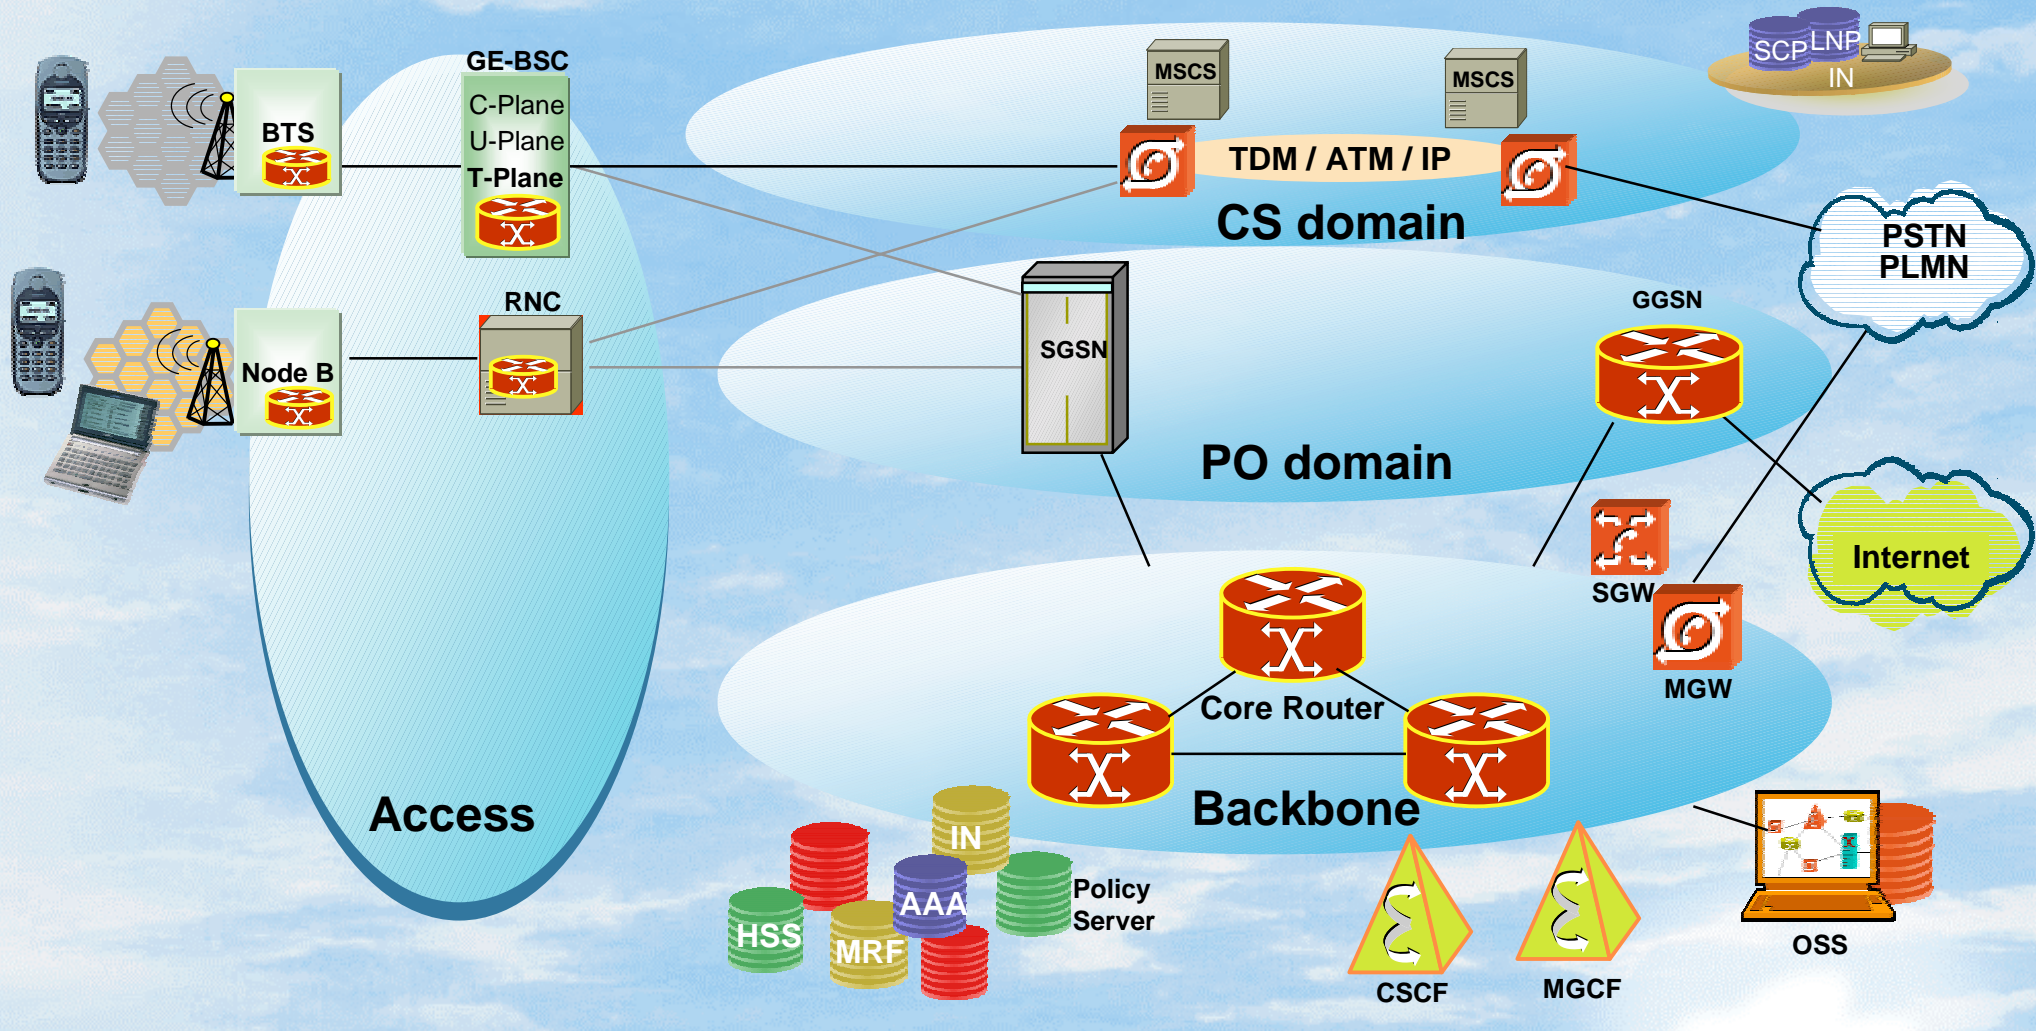 GE-BSC
C-Plane
U-Plane
T-Plane
BTS
MSCS
MSCS
SCP
LNP
IN
TDM / ATM / IP
CS domain
PSTN
PLMN
RNC
Node B
SGSN
GGSN
PO domain
Internet
SGW
MGW
Core Router
Access
Backbone
IN
AAA
Policy
Server
HSS
MRF
CSCF
MGCF
OSS